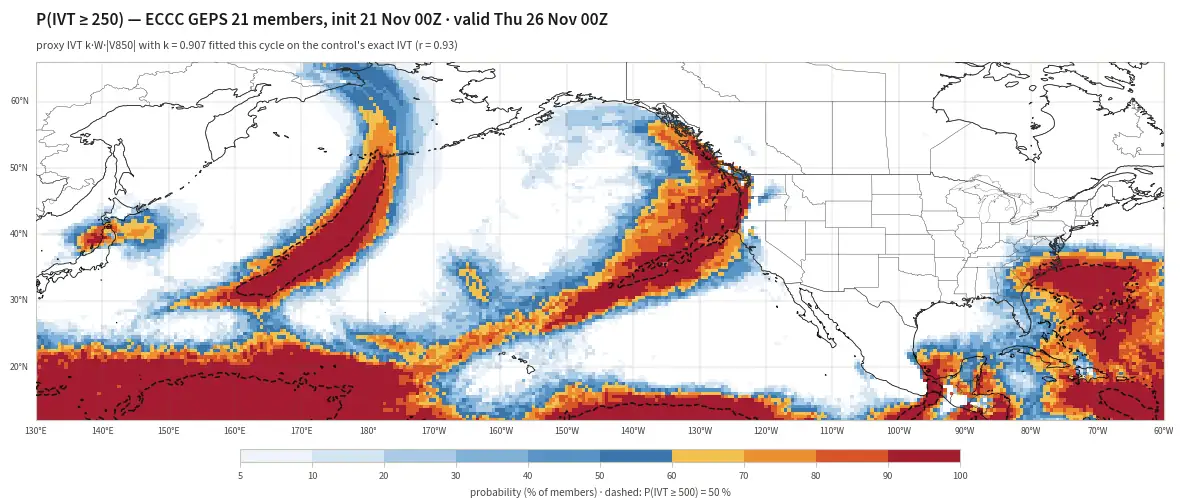 P(IVT ≥ 250) — ECCC GEPS 21 members, init 21 Nov 00Z · valid Thu 26 Nov 00Z
proxy IVT k·W·|V850| with k = 0.907 fitted this cycle on the control's exact IVT (r = 0.93)
60°N
50°N
40°N
30°N
20°N
130°E 140°E 150°E 160°E 170°E 180° 170°W 160°W 150°W 140°W 130°W 120°W 110°W 100°W 90°W 80°W 70°W 60°W
5 10 20 30 40 50 60 70 80 90 100
probability (% of members) · dashed: P(IVT ≥ 500) = 50 %